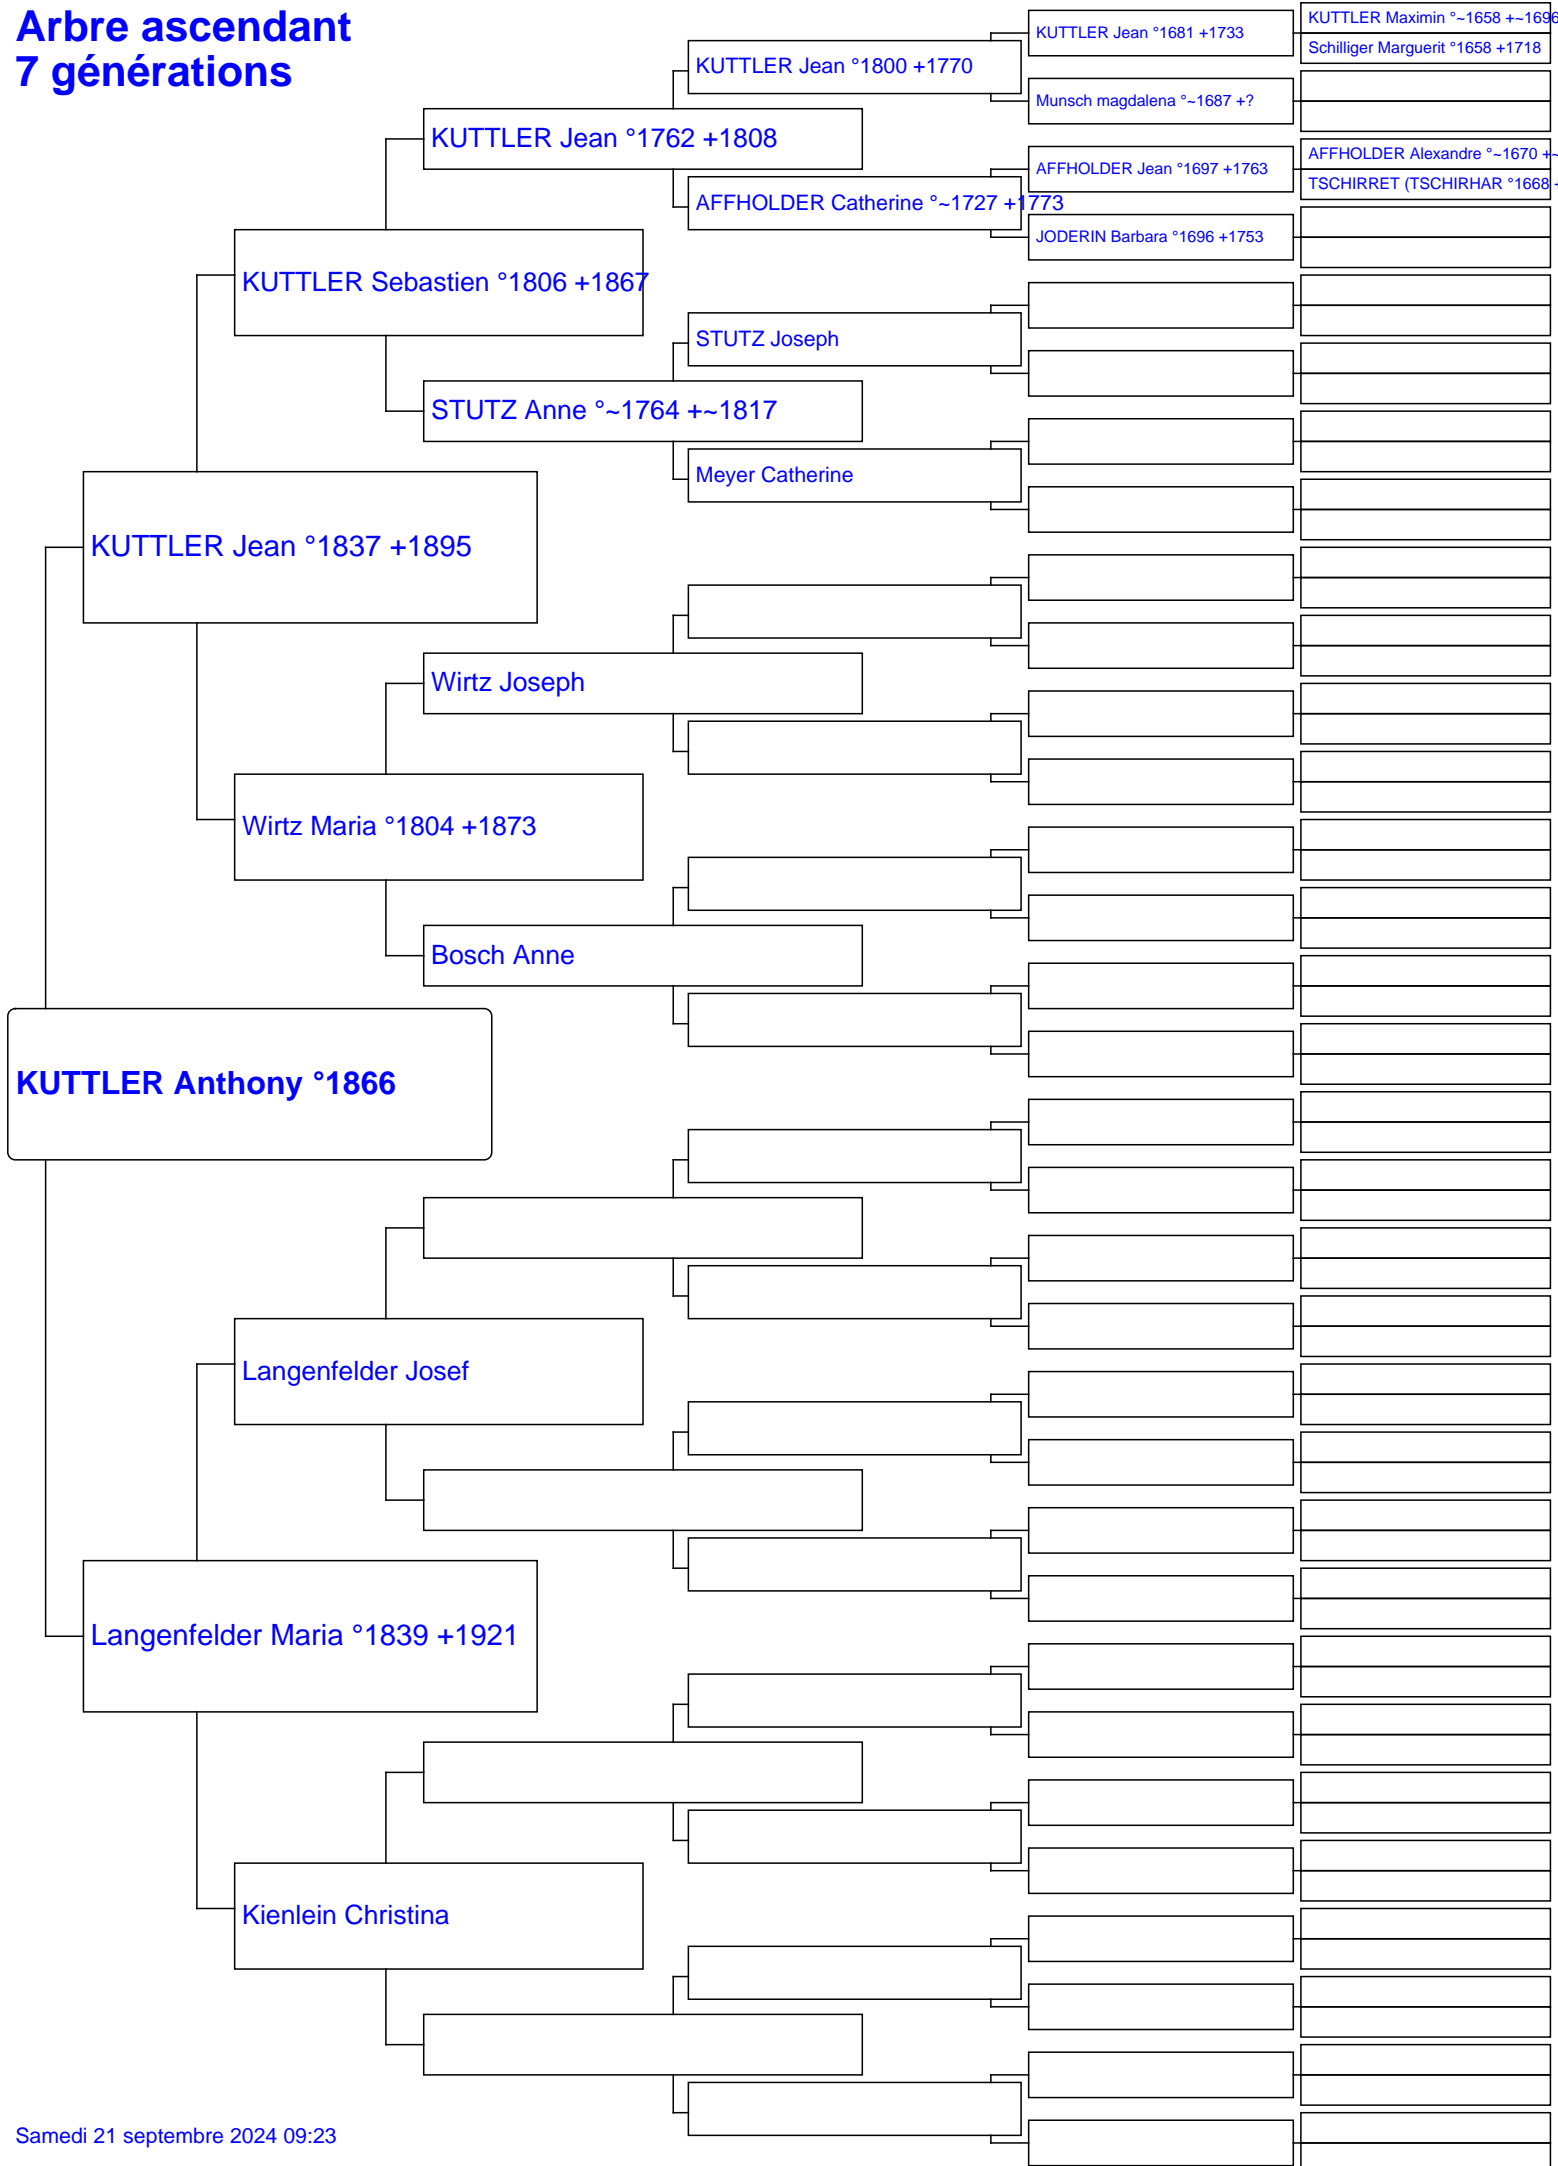 Arbre ascendant
7 générations
KUTTLER Maximin °~1658 +~1696
KUTTLER Jean °1681 +1733
Schilliger Marguerit °1658 +1718
KUTTLER Jean °1800 +1770
Munsch magdalena °~1687 +?
KUTTLER Jean °1762 +1808
AFFHOLDER Alexandre °~1670 +~
AFFHOLDER Jean °1697 +1763
TSCHIRRET (TSCHIRHAR °1668 +
AFFHOLDER Catherine °~1727 +1773
JODERIN Barbara °1696 +1753
KUTTLER Sebastien °1806 +1867
STUTZ Joseph
STUTZ Anne °~1764 +~1817
Meyer Catherine
KUTTLER Jean °1837 +1895
Wirtz Joseph
Wirtz Maria °1804 +1873
Bosch Anne
KUTTLER Anthony °1866
Langenfelder Josef
Langenfelder Maria °1839 +1921
Kienlein Christina
Samedi 21 septembre 2024 09:23